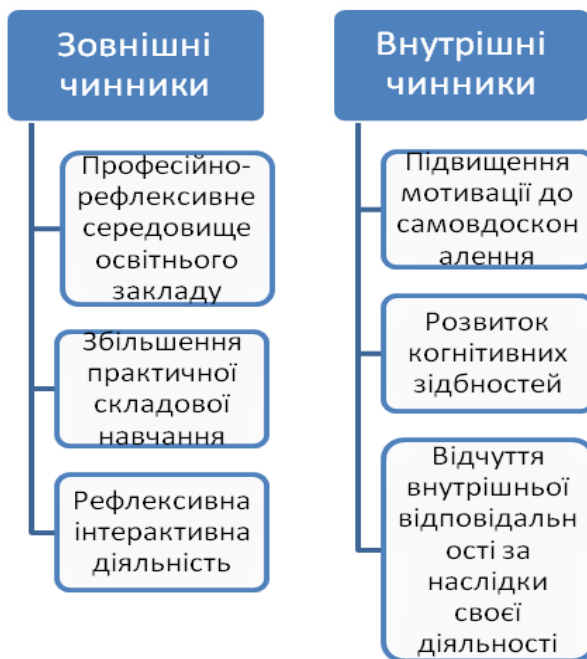 Зовнішні
чинники
Професійно-
рефлексивне
середовище
освітнього
закладу
Збільшення
практичної
складової
навчання
Рефлексивна
інтерактивна
діяльність
Внутрішні
чинники
Підвищення
мотивації до
самовдоскон
алення
Розвиток
когнітивних
зідбностей
Відчуття
внутрішньої
відповідальн
ості за
наслідки
своєї
діяльності